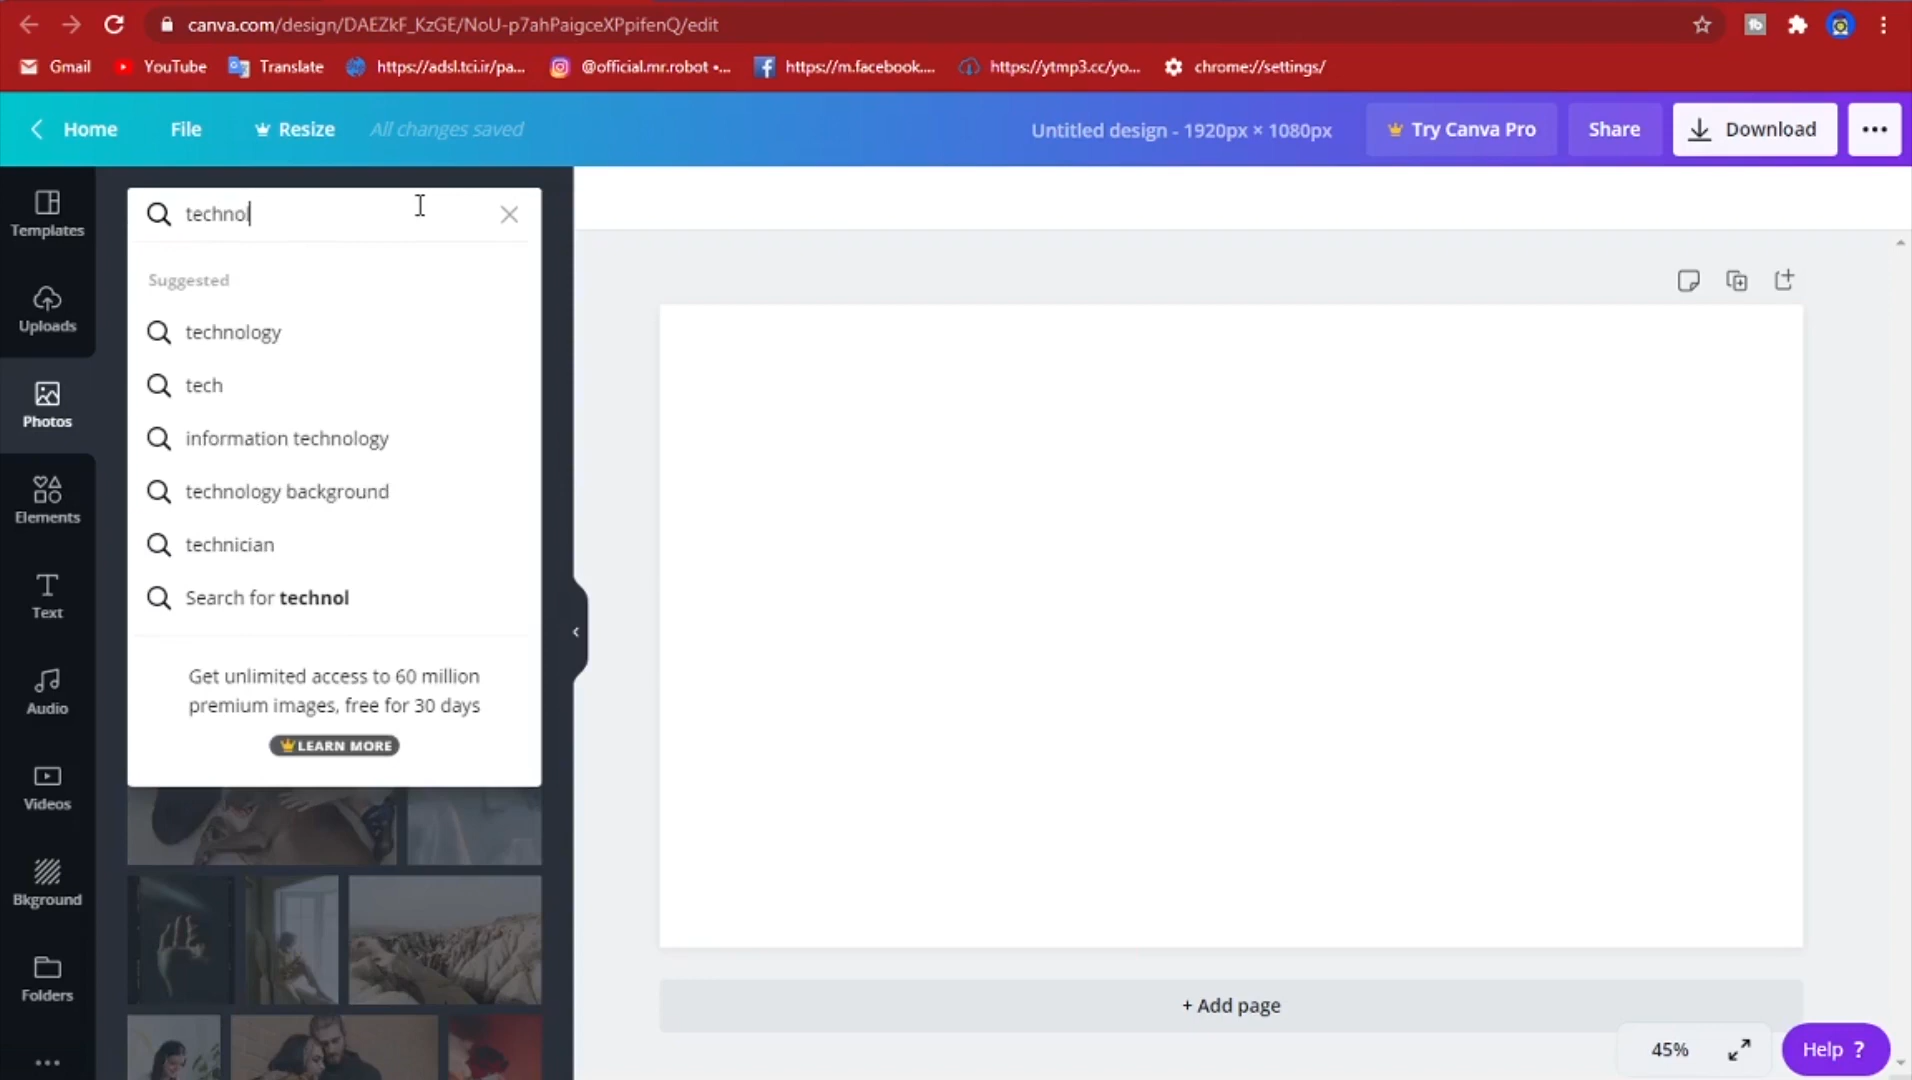 canva.com/design/DAEZkF_KzGE/NoU-p7ahPaigceXPpifenQ/edit
Gmail YouTube Translate https://adsl.tci.ir/pa... @official.mr.robot •... https://m.facebook.... https://ytmp3.cc/yo... chrome://settings/
Home File Resize All changes saved Untitled design - 1920px × 1080px Try Canva Pro Share Download
Templates
Uploads
Photos
Elements
Text
Audio
Videos
Bkground
Folders
technol
Suggested
technology
tech
information technology
technology background
technician
Search for technol
Get unlimited access to 60 million
premium images, free for 30 days
LEARN MORE
+ Add page
45% Help ?